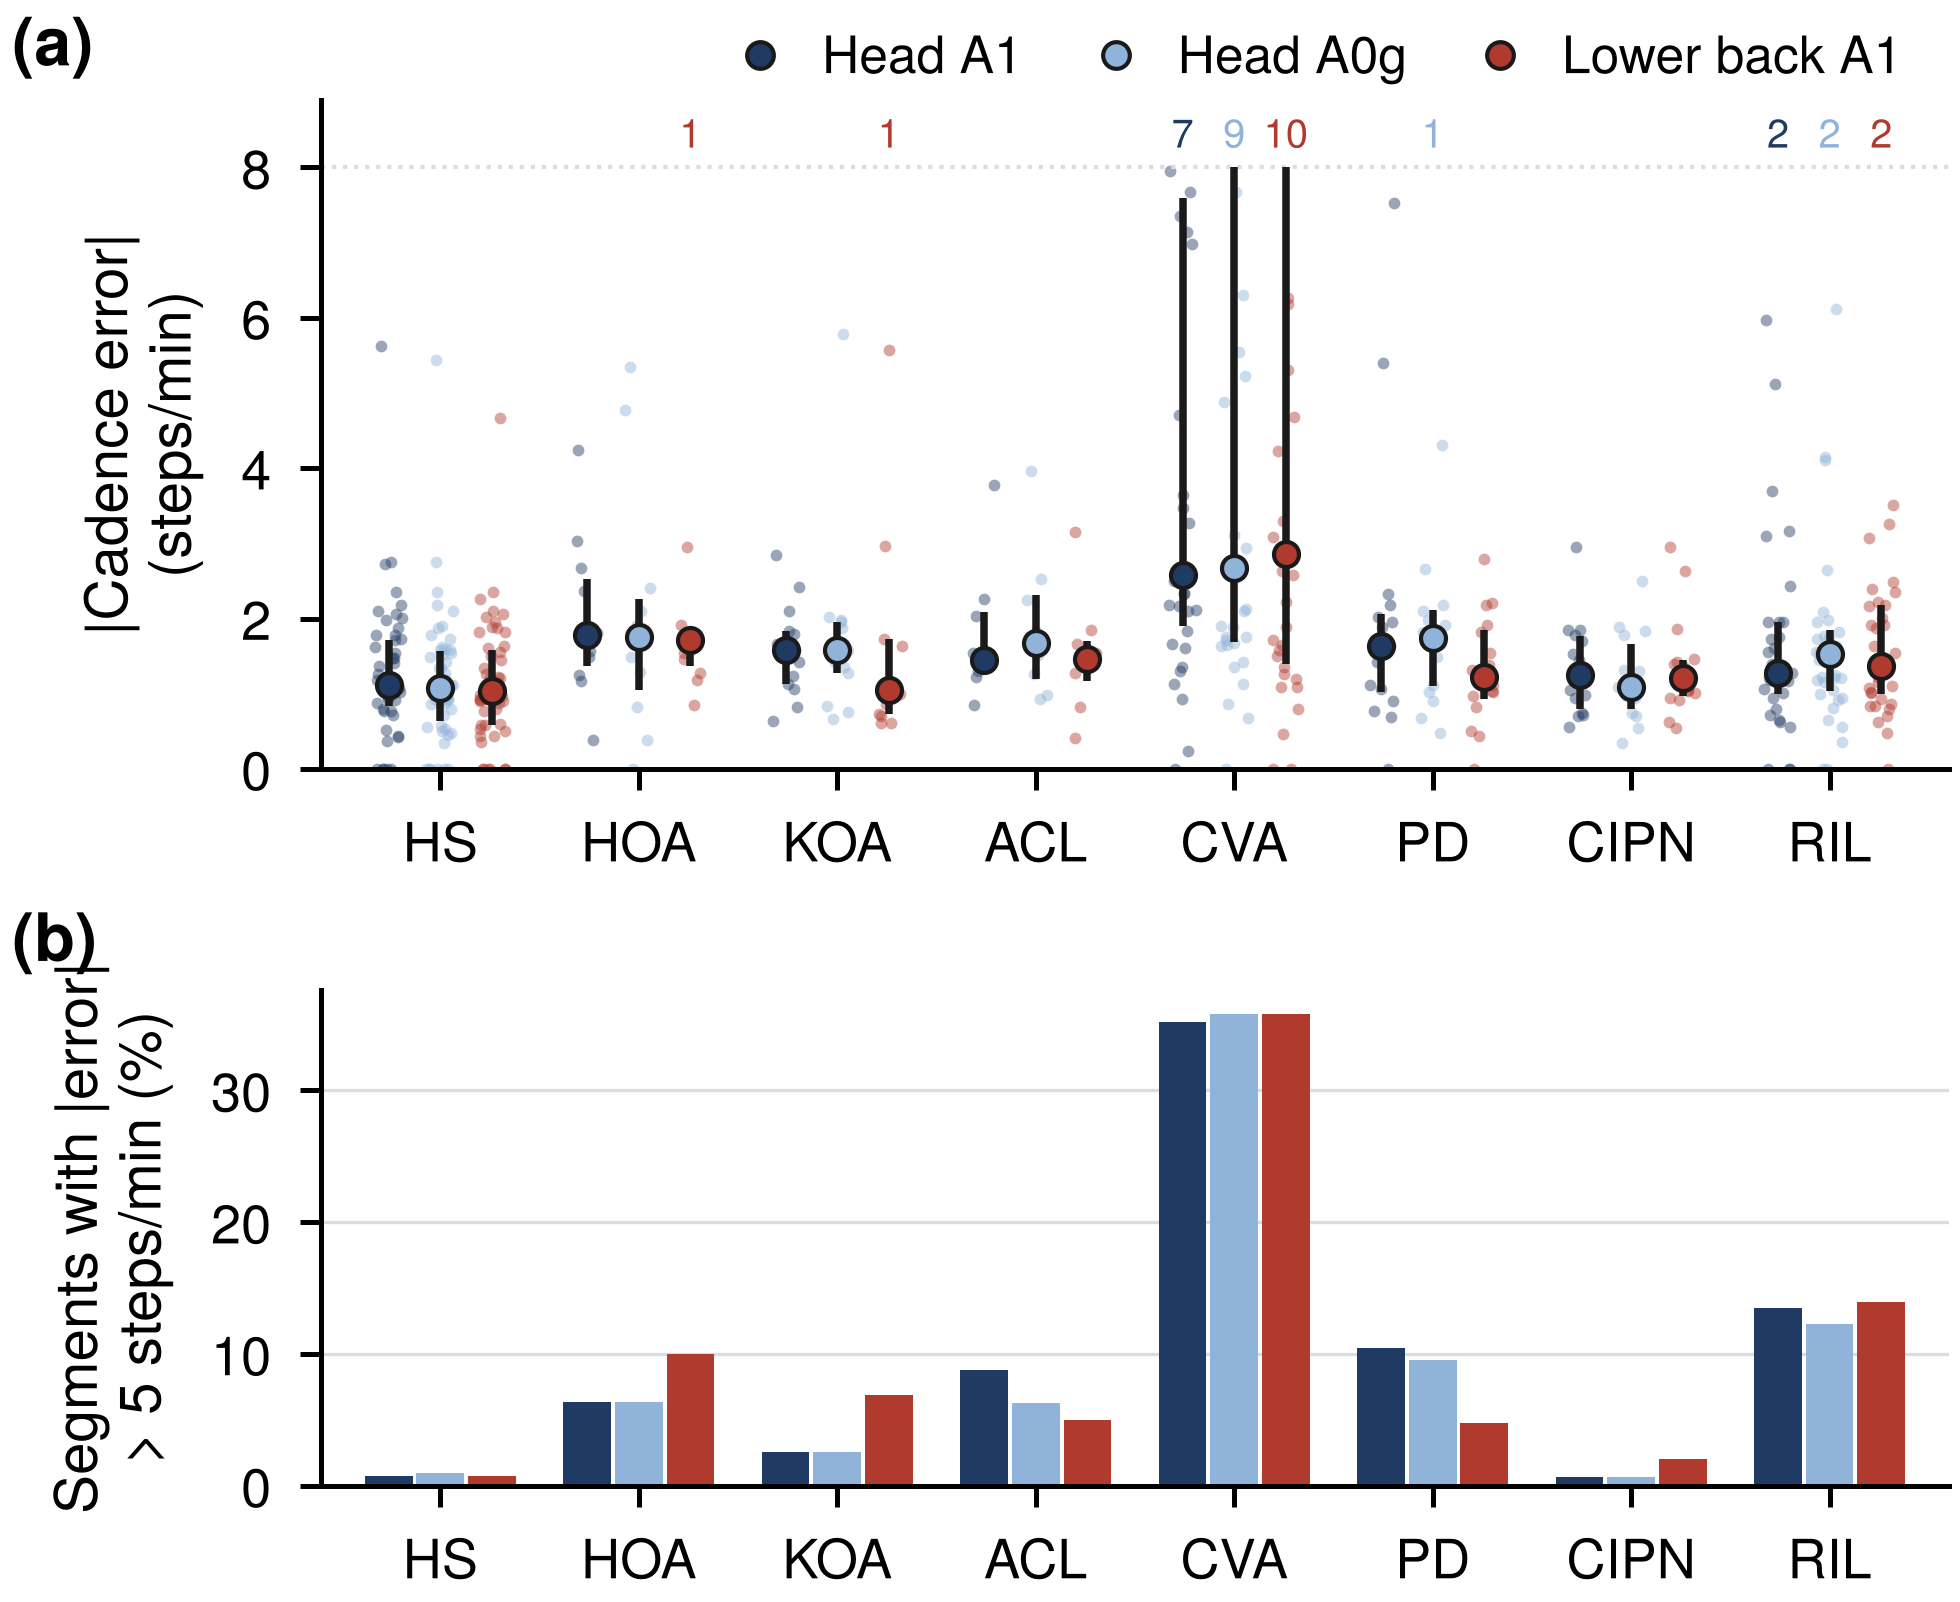 (a)
Head A1 Head A0g Lower back A1
1 1 7 9 10 1 2 2 2
|Cadence error|
(steps/min)
8
6
4
2
0
HS HOA KOA ACL CVA PD CIPN RIL
(b)
Segments with |error|
> 5 steps/min (%)
30
20
10
0
HS HOA KOA ACL CVA PD CIPN RIL